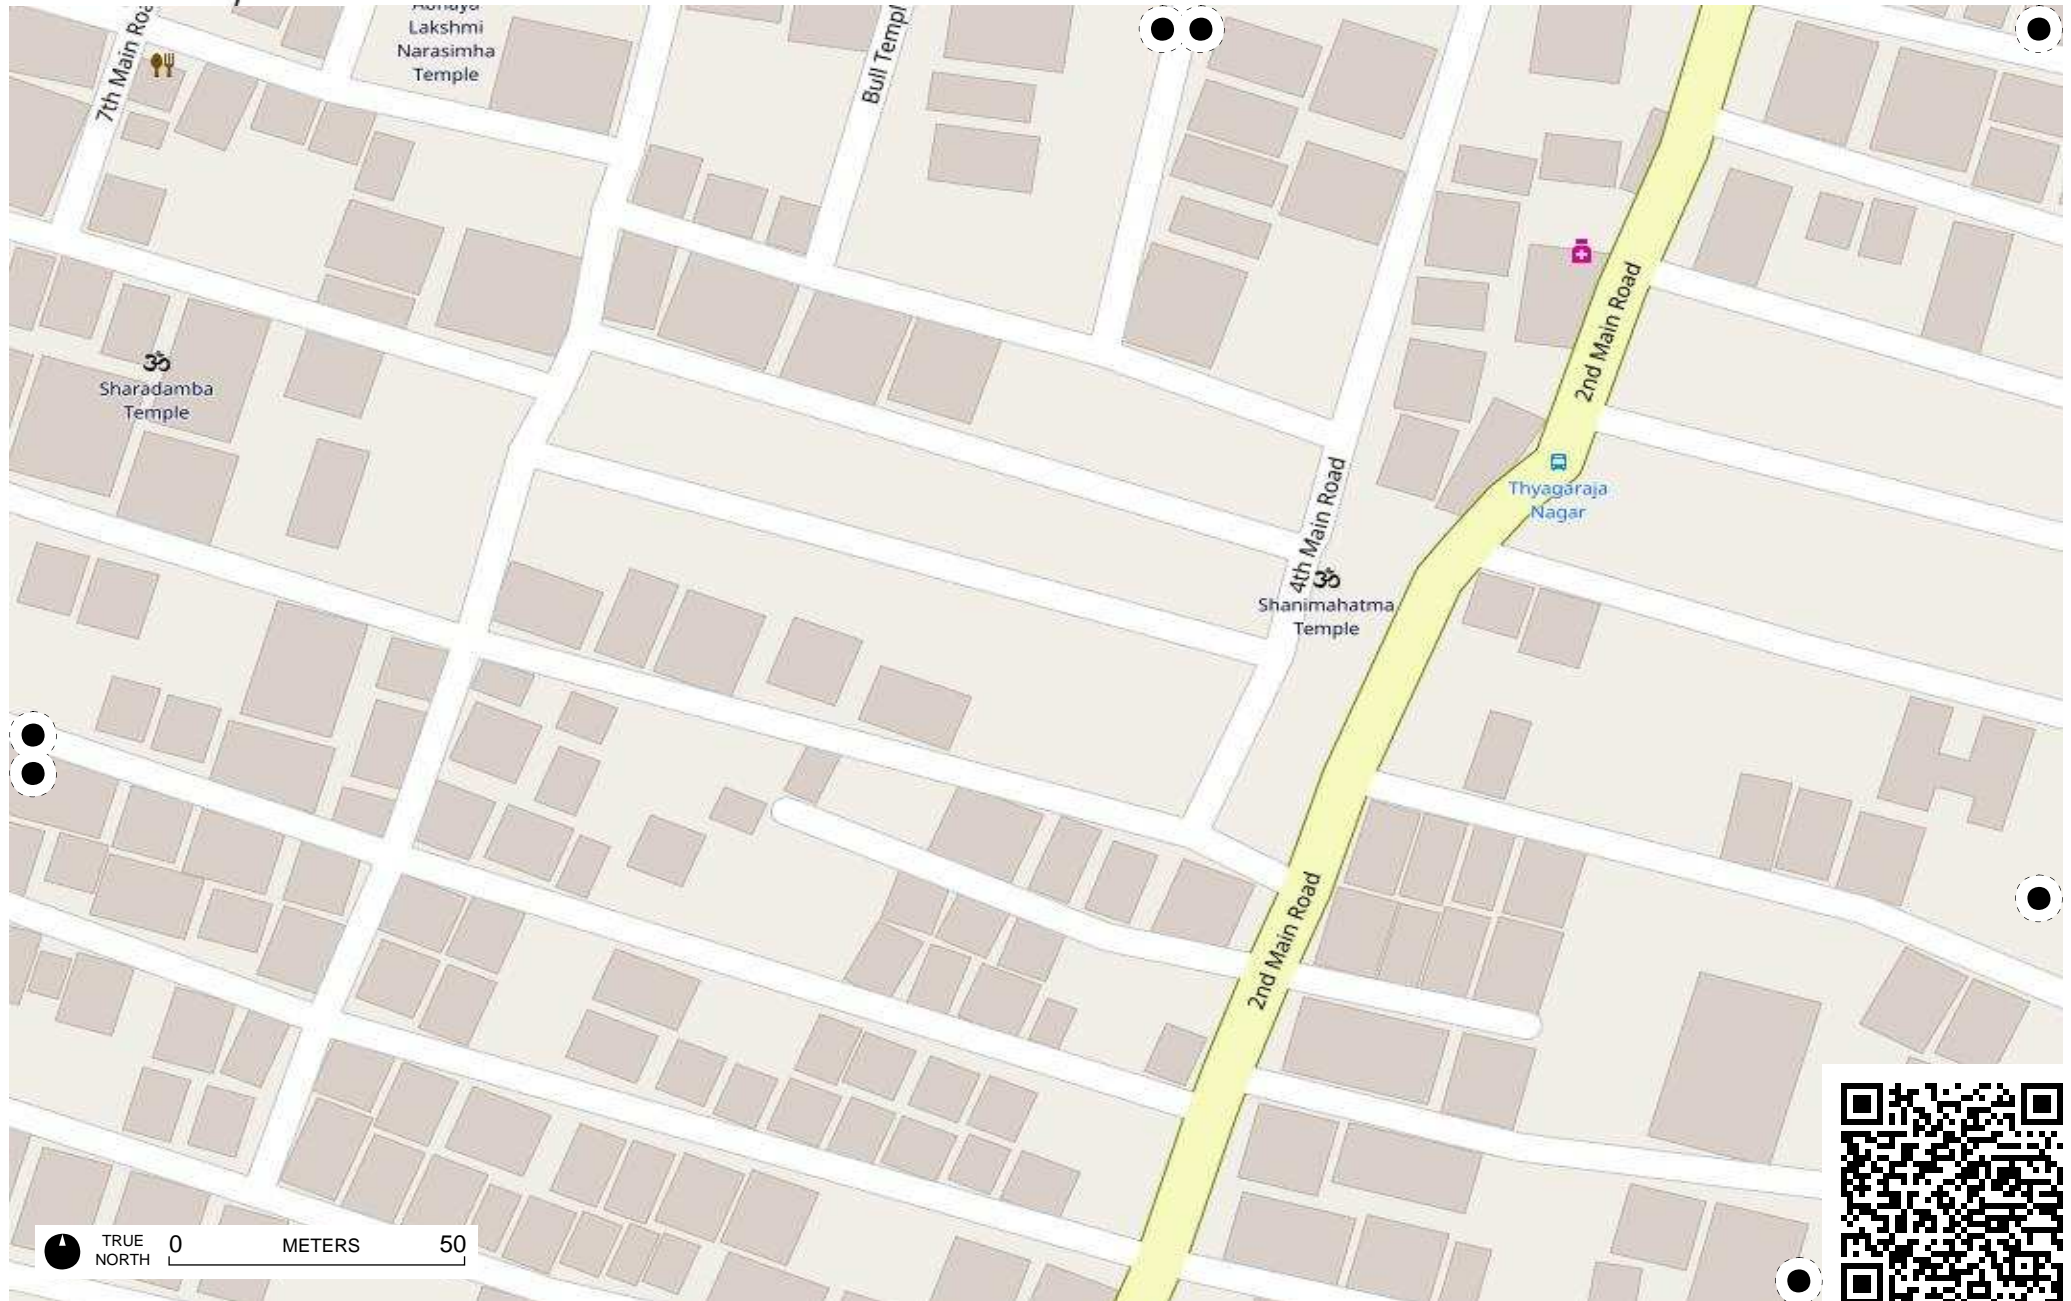 Lakshmi
Narasimha
Temple
7th Main Roa
Bull Templ
2nd Main Road
ॐ
Sharadamba
Temple
4th Main Road
Thyagaraja
Nagar
ॐ
Shanimahatma
Temple
2nd Main Road
TRUE
NORTH
0 METERS 50